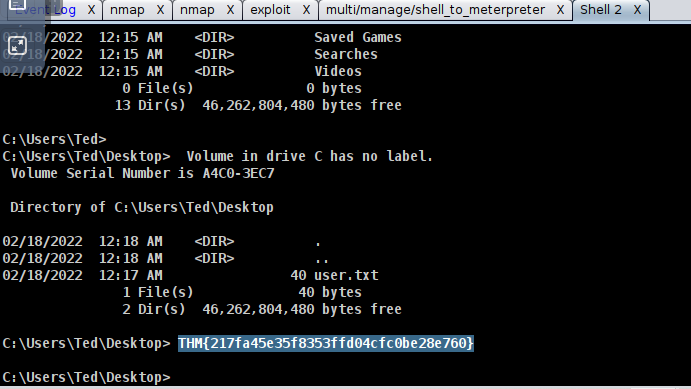 Event Log X nmap X nmap X exploit X multi/manage/shell_to_meterpreter X Shell 2 X
02/18/2022  12:15 AM    <DIR>          Saved Games
02/18/2022  12:15 AM    <DIR>          Searches
02/18/2022  12:15 AM    <DIR>          Videos
               0 File(s)              0 bytes
              13 Dir(s)  46,262,804,480 bytes free
C:\Users\Ted>
C:\Users\Ted\Desktop>  Volume in drive C has no label.
 Volume Serial Number is A4C0-3EC7
 Directory of C:\Users\Ted\Desktop
02/18/2022  12:18 AM    <DIR>          .
02/18/2022  12:18 AM    <DIR>          ..
02/18/2022  12:17 AM                40 user.txt
               1 File(s)             40 bytes
               2 Dir(s)  46,262,804,480 bytes free
C:\Users\Ted\Desktop> THM{217fa45e35f8353ffd04cfc0be28e760}
C:\Users\Ted\Desktop>